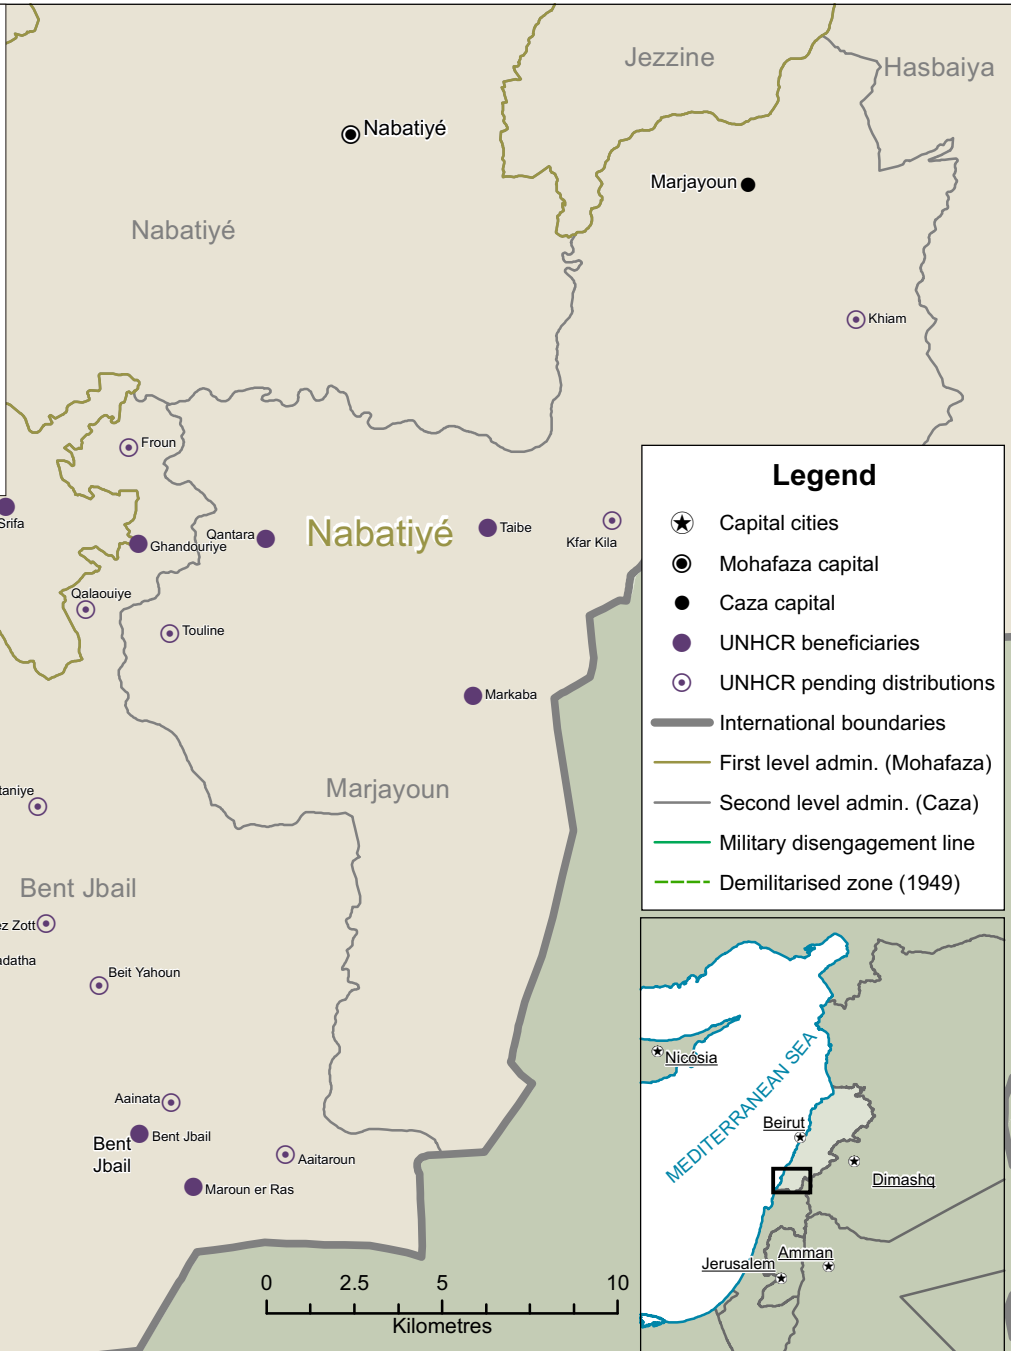 Jezzine
Hasbaiya
Nabatiyé
Marjayoun
Nabatiyé
Khiam
Froun
Srifa
Ghandouriye
Qantara
Nabatiyé
Taibe
Kfar Kila
Qalaouiye
Touline
Markaba
Marjayoun
taniye
Bent Jbail
ez Zott
adatha
Beit Yahoun
Aainata
Bent
Jbail
Bent Jbail
Aaitaroun
Maroun er Ras
0 2.5 5 10
Kilometres
Legend
Capital cities
Mohafaza capital
Caza capital
UNHCR beneficiaries
UNHCR pending distributions
International boundaries
First level admin. (Mohafaza)
Second level admin. (Caza)
Military disengagement line
Demilitarised zone (1949)
Nicosia
MEDITERRANEAN SEA
Beirut
Dimashq
Jerusalem
Amman